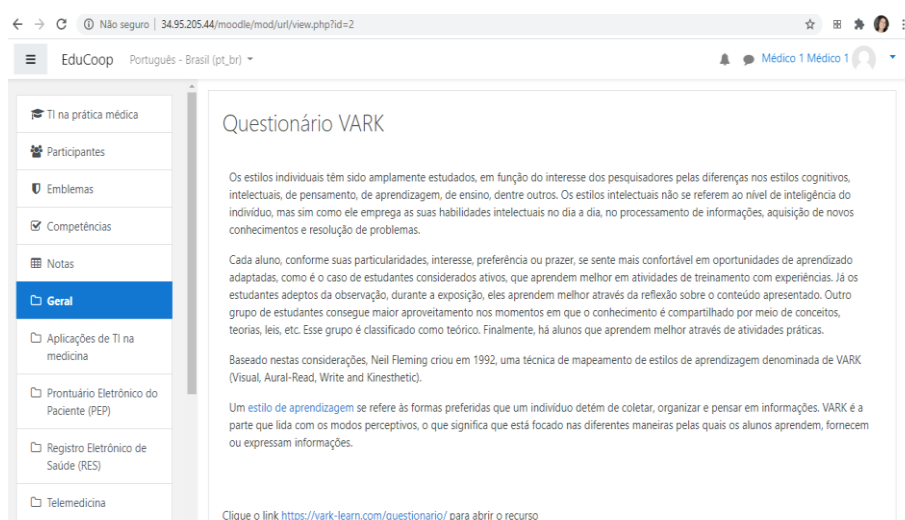 Não seguro | 34.95.205.44/moodle/mod/url/view.php?id=2
EduCoop Português - Brasil (pt_br)
Médico 1 Médico 1
TI na prática médica
Participantes
Emblemas
Competências
Notas
Geral
Aplicações de TI na
medicina
Prontuário Eletrônico do
Paciente (PEP)
Registro Eletrônico de
Saúde (RES)
Telemedicina
Questionário VARK
Os estilos individuais têm sido amplamente estudados, em função do interesse dos pesquisadores pelas diferenças nos estilos cognitivos,
intelectuais, de pensamento, de aprendizagem, de ensino, dentre outros. Os estilos intelectuais não se referem ao nível de inteligência do
indivíduo, mas sim como ele emprega as suas habilidades intelectuais no dia a dia, no processamento de informações, aquisição de novos
conhecimentos e resolução de problemas.
Cada aluno, conforme suas particularidades, interesse, preferência ou prazer, se sente mais confortável em oportunidades de aprendizado
adaptadas, como é o caso de estudantes considerados ativos, que aprendem melhor em atividades de treinamento com experiências. Já os
estudantes adeptos da observação, durante a exposição, eles aprendem melhor através da reflexão sobre o conteúdo apresentado. Outro
grupo de estudantes consegue maior aproveitamento nos momentos em que o conhecimento é compartilhado por meio de conceitos,
teorias, leis, etc. Esse grupo é classificado como teórico. Finalmente, há alunos que aprendem melhor através de atividades práticas.
Baseado nestas considerações, Neil Fleming criou em 1992, uma técnica de mapeamento de estilos de aprendizagem denominada de VARK
(Visual, Aural-Read, Write and Kinesthetic).
Um estilo de aprendizagem se refere às formas preferidas que um indivíduo detém de coletar, organizar e pensar em informações. VARK é a
parte que lida com os modos perceptivos, o que significa que está focado nas diferentes maneiras pelas quais os alunos aprendem, fornecem
ou expressam informações.
Clique o link https://vark-learn.com/questionario/ para abrir o recurso